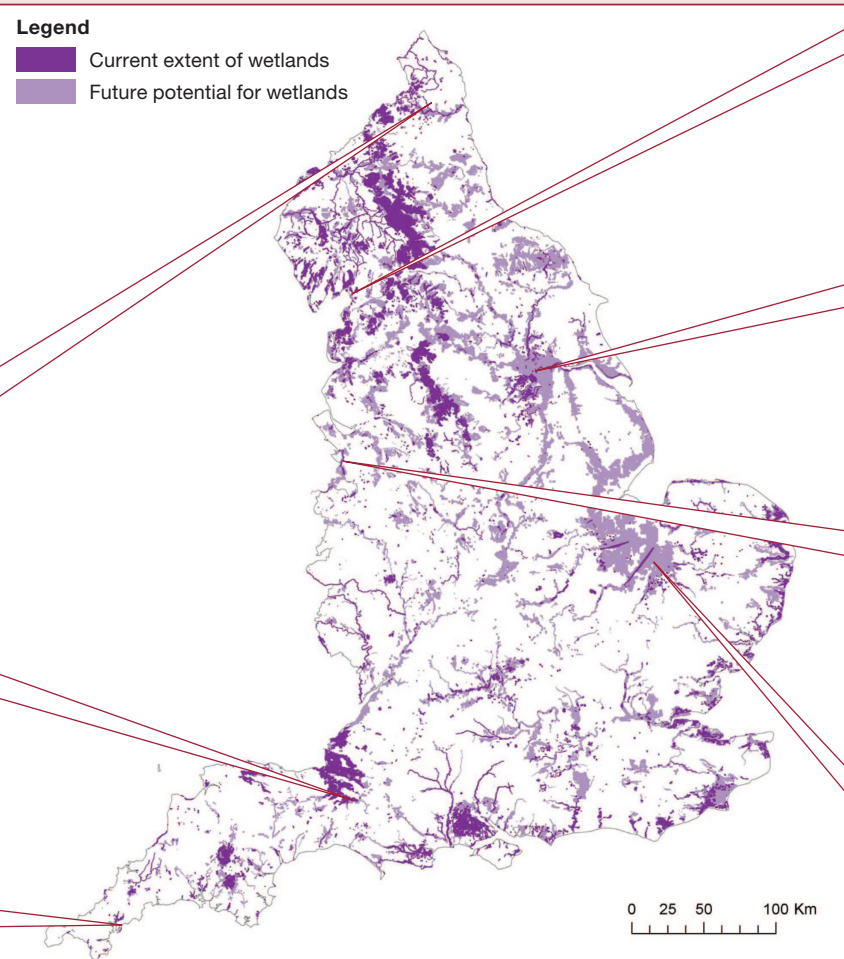 Legend
Current extent of wetlands
Future potential for wetlands
0 25 50 100 Km